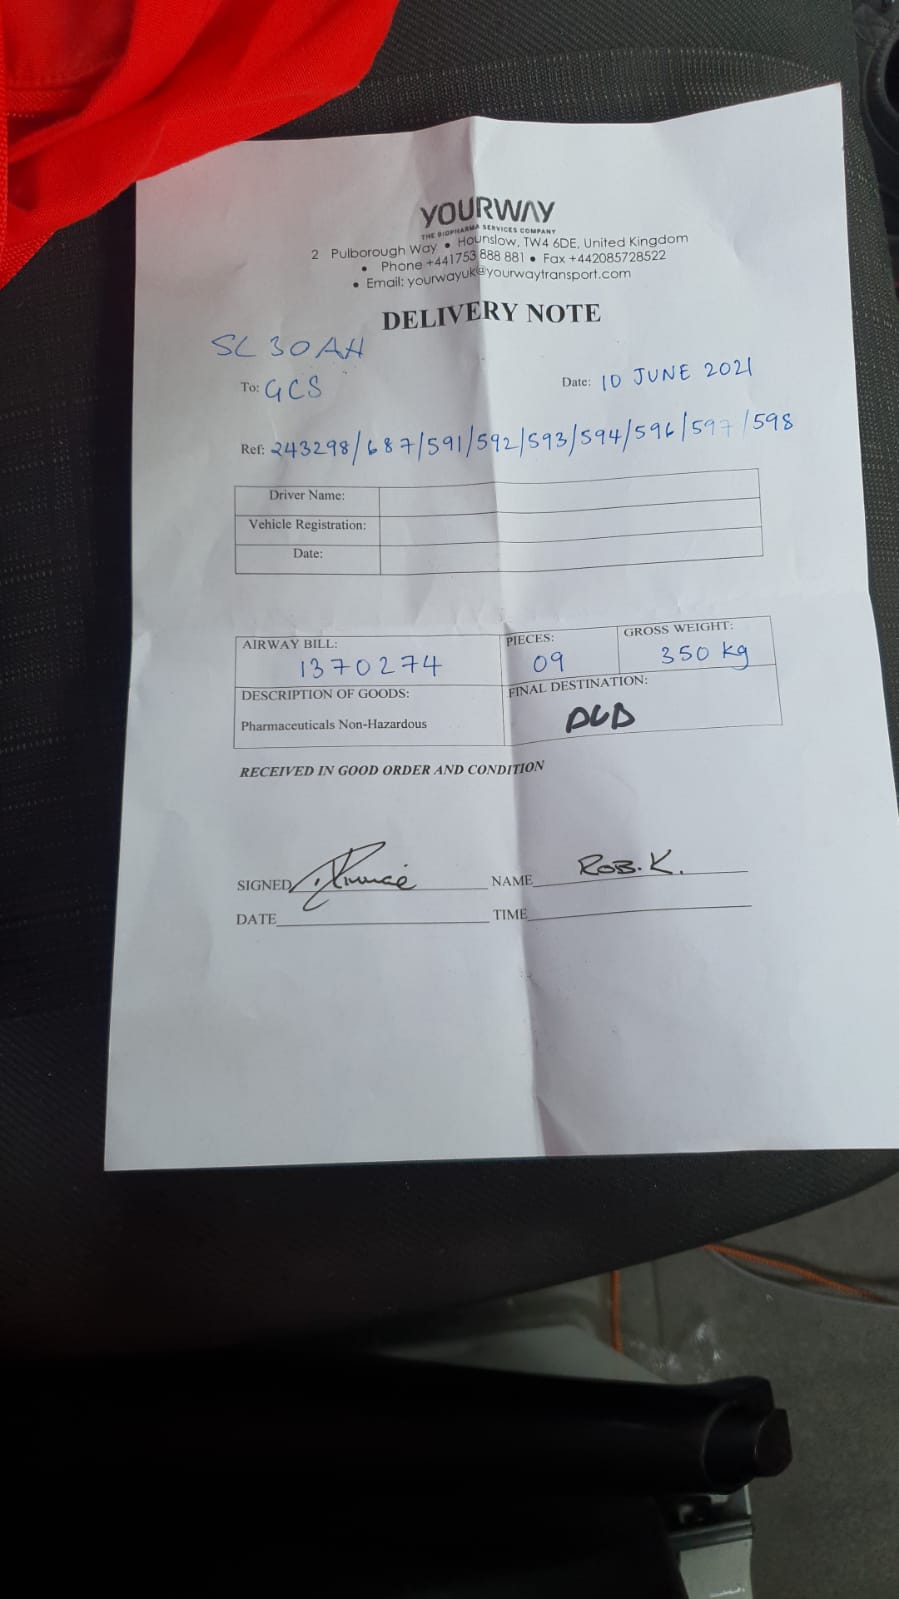 YOURWAY
THE BIOPHARMA SERVICES COMPANY
2 Pulborough Way • Hounslow, TW4 6DE, United Kingdom
• Phone +441753 888 881 • Fax +442085728522
• Email: yourwayuk@yourwaytransport.com
DELIVERY NOTE
SL 30AH
To: GCS Date: 10 JUNE 2021
Ref: 243298/687/591/592/593/594/596/597/598
Driver Name:
Vehicle Registration:
Date:
AIRWAY BILL: PIECES: GROSS WEIGHT:
1370274 09 350 kg
DESCRIPTION OF GOODS: FINAL DESTINATION:
Pharmaceuticals Non-Hazardous
RECEIVED IN GOOD ORDER AND CONDITION
SIGNED NAME ROB.K.
DATE TIME